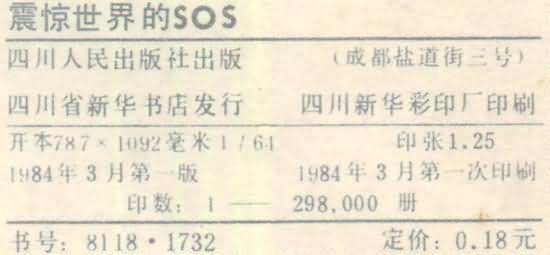 震惊世界的SOS
四川人民出版社出版 (成都盐道街三号)
四川省新华书店发行 四川新华彩印厂印刷
开本787×1092毫米1/64 印张1.25
1984年3月第一版 1984年3月第一次印刷
印数：1—298,000册
书号：8118·1732 定价：0.18元